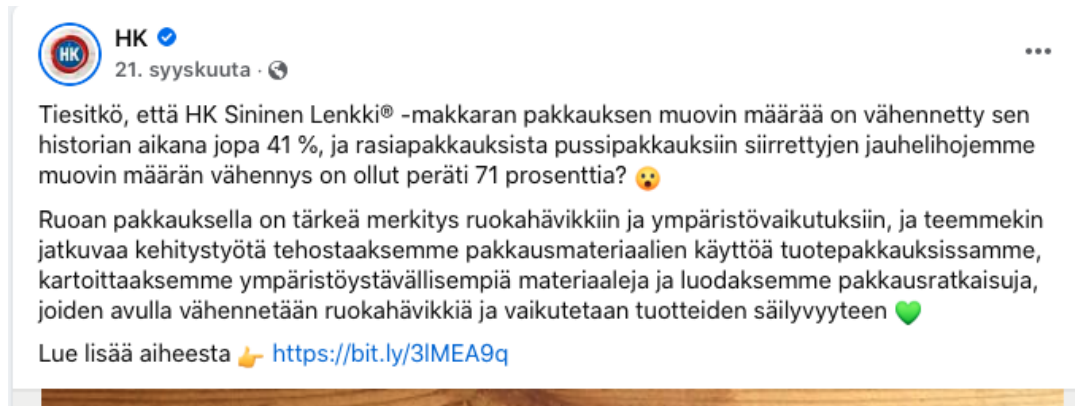 HK
21. syyskuuta ·
HK
Tiesitkö, että HK Sininen Lenkki® -makkaran pakkauksen muovin määrää on vähennetty sen
historian aikana jopa 41 %, ja rasiapakkauksista pussipakkauksiin siirrettyjen jauhelihojemme
muovin määrän vähennys on ollut peräti 71 prosenttia? 😮
Ruoan pakkauksella on tärkeä merkitys ruokahävikkiin ja ympäristövaikutuksiin, ja teemmekin
jatkuvaa kehitystyötä tehostaaksemme pakkausmateriaalien käyttöä tuotepakkauksissamme,
kartoittaaksemme ympäristöystävällisempiä materiaaleja ja luodaksemme pakkausratkaisuja,
joiden avulla vähennetään ruokahävikkiä ja vaikutetaan tuotteiden säilyvyyteen 💚
Lue lisää aiheesta 👉 https://bit.ly/3lMEA9q